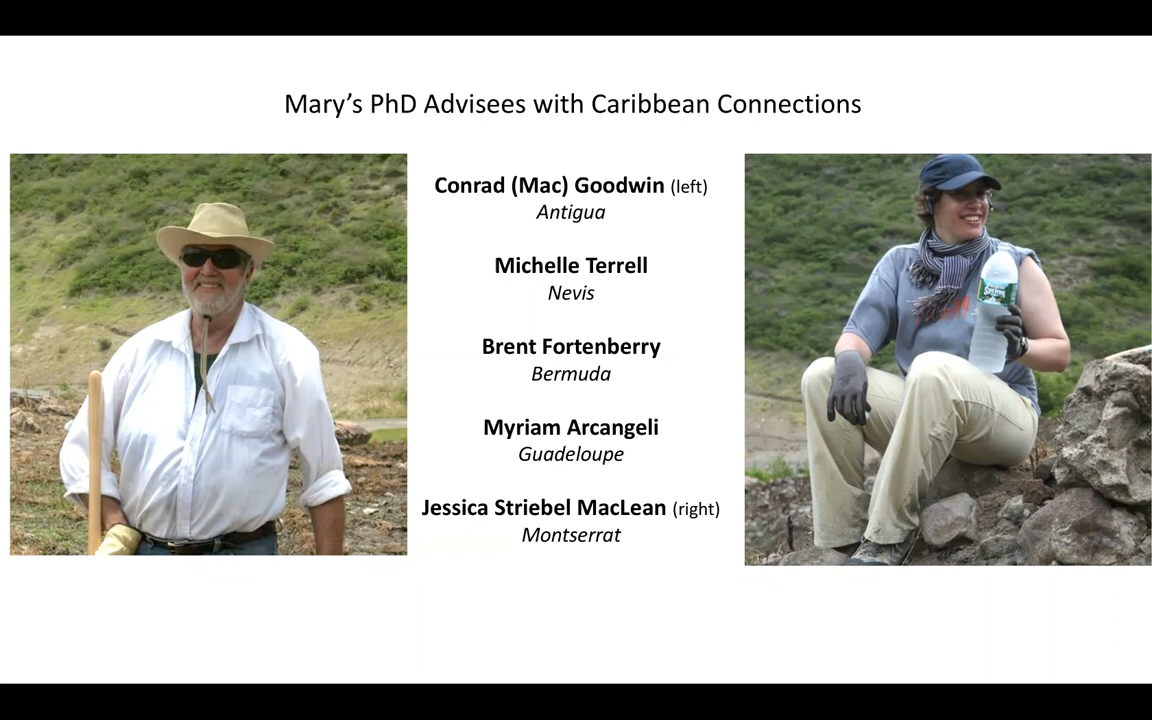 Mary's PhD Advisees with Caribbean Connections
Conrad (Mac) Goodwin (left)
Antigua
Michelle Terrell
Nevis
Brent Fortenberry
Bermuda
Myriam Arcangeli
Guadeloupe
Jessica Striebel MacLean (right)
Montserrat